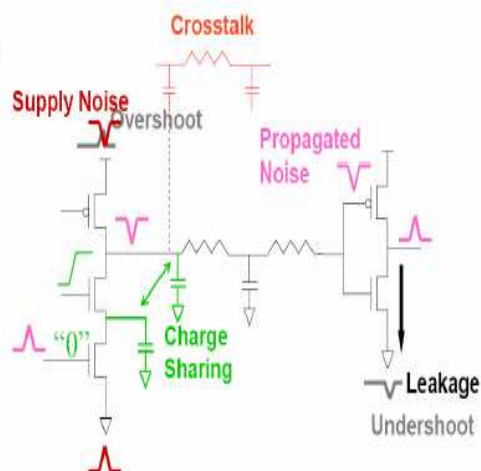 Crosstalk
Supply Noise
Overshoot
Propagated
Noise
"0"
Charge
Sharing
Leakage
Undershoot